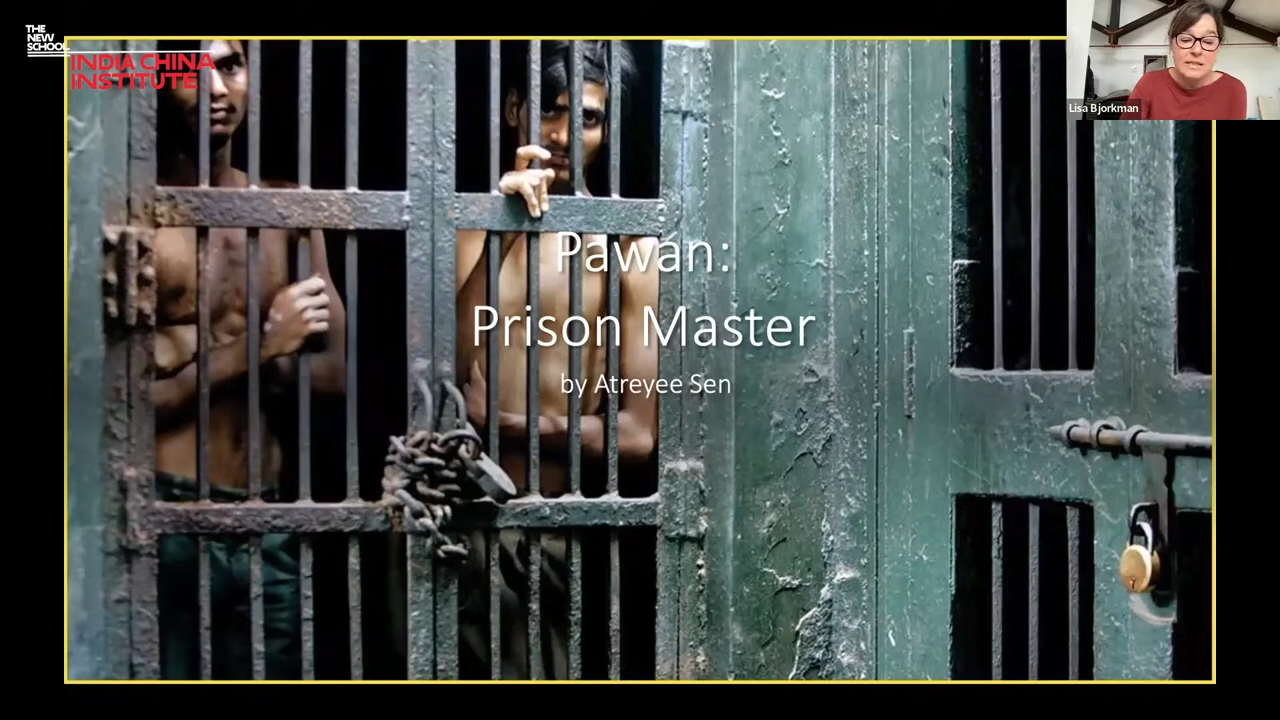 THE
NEW
SCHOOL
INDIA CHINA
INSTITUTE
Lisa Bjorkman
Pawan:
Prison Master
by Atreyee Sen